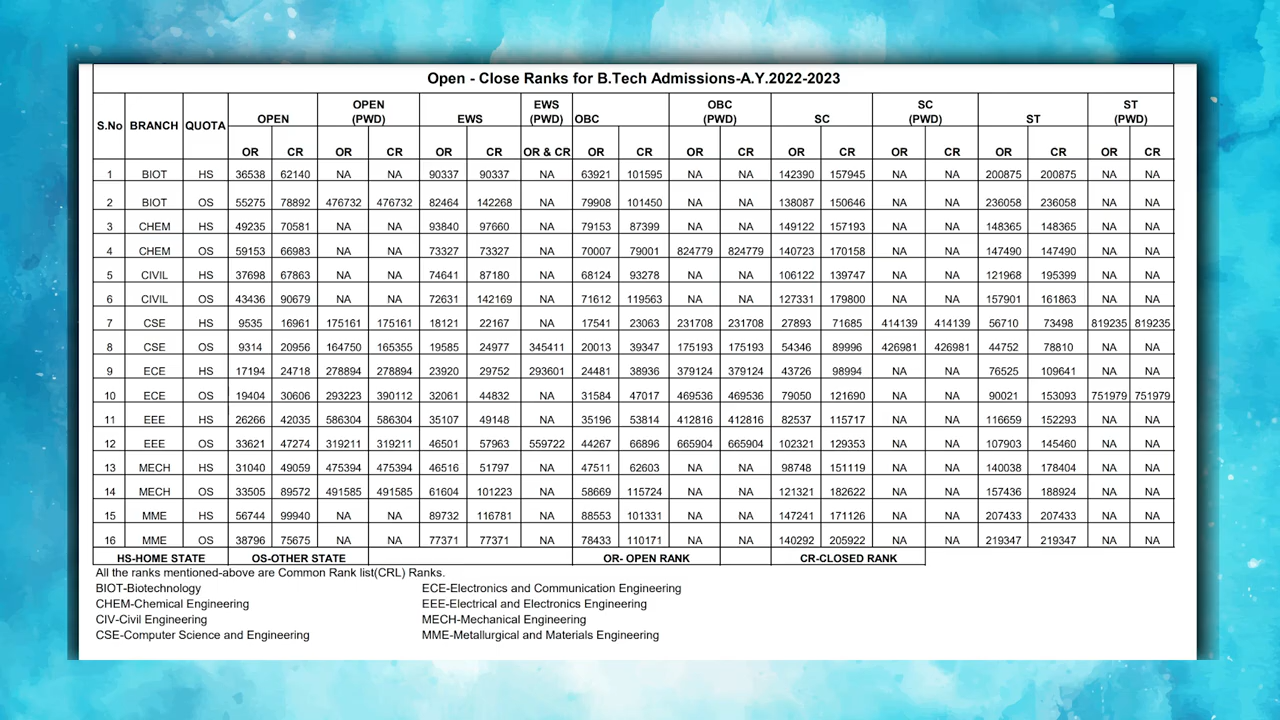 Open - Close Ranks for B.Tech Admissions-A.Y.2022-2023
S.No BRANCH QUOTA OPEN OPEN (PWD) EWS EWS (PWD) OBC OBC (PWD) SC SC (PWD) ST ST (PWD)
OR CR OR CR OR CR OR & CR OR CR OR CR OR CR OR CR OR CR OR CR
1 BIOT HS 36538 62140 NA NA 90337 90337 NA 63921 101595 NA NA 142390 157945 NA NA 200875 200875 NA NA
2 BIOT OS 55275 78892 476732 476732 82464 142268 NA 79908 101450 NA NA 138087 150646 NA NA 236058 236058 NA NA
3 CHEM HS 49235 70581 NA NA 93840 97660 NA 79153 87399 NA NA 149122 157193 NA NA 148365 148365 NA NA
4 CHEM OS 59153 66983 NA NA 73327 73327 NA 70007 79001 824779 824779 140723 170158 NA NA 147490 147490 NA NA
5 CIVIL HS 37698 67863 NA NA 74641 87180 NA 68124 93278 NA NA 106122 139747 NA NA 121968 195399 NA NA
6 CIVIL OS 43436 90679 NA NA 72631 142169 NA 71612 119563 NA NA 127331 179800 NA NA 157901 161863 NA NA
7 CSE HS 9535 16961 175161 175161 18121 22167 NA 17541 23063 231708 231708 27893 71685 414139 414139 56710 73498 819235 819235
8 CSE OS 9314 20956 164750 165355 19585 24977 345411 20013 39347 175193 175193 54346 89996 426981 426981 44752 78810 NA NA
9 ECE HS 17194 24718 278894 278894 23920 29752 293601 24481 38936 379124 379124 43726 98994 NA NA 76525 109641 NA NA
10 ECE OS 19404 30606 293223 390112 32061 44832 NA 31584 47017 469536 469536 79050 121690 NA NA 90021 153093 751979 751979
11 EEE HS 26266 42035 586304 586304 35107 49148 NA 35196 53814 412816 412816 82537 115717 NA NA 116659 152293 NA NA
12 EEE OS 33621 47274 319211 319211 46501 57963 559722 44267 66896 665904 665904 102321 129353 NA NA 107903 145460 NA NA
13 MECH HS 31040 49059 475394 475394 46516 51797 NA 47511 62603 NA NA 98748 151119 NA NA 140038 178404 NA NA
14 MECH OS 33505 89572 491585 491585 61604 101223 NA 58669 115724 NA NA 121321 182622 NA NA 157436 188924 NA NA
15 MME HS 56744 99940 NA NA 89732 116781 NA 88553 101331 NA NA 147241 171126 NA NA 207433 207433 NA NA
16 MME OS 38796 75675 NA NA 77371 77371 NA 78433 110171 NA NA 140292 205922 NA NA 219347 219347 NA NA
HS-HOME STATE OS-OTHER STATE OR- OPEN RANK CR-CLOSED RANK
All the ranks mentioned-above are Common Rank list(CRL) Ranks.
BIOT-Biotechnology ECE-Electronics and Communication Engineering
CHEM-Chemical Engineering EEE-Electrical and Electronics Engineering
CIV-Civil Engineering MECH-Mechanical Engineering
CSE-Computer Science and Engineering MME-Metallurgical and Materials Engineering